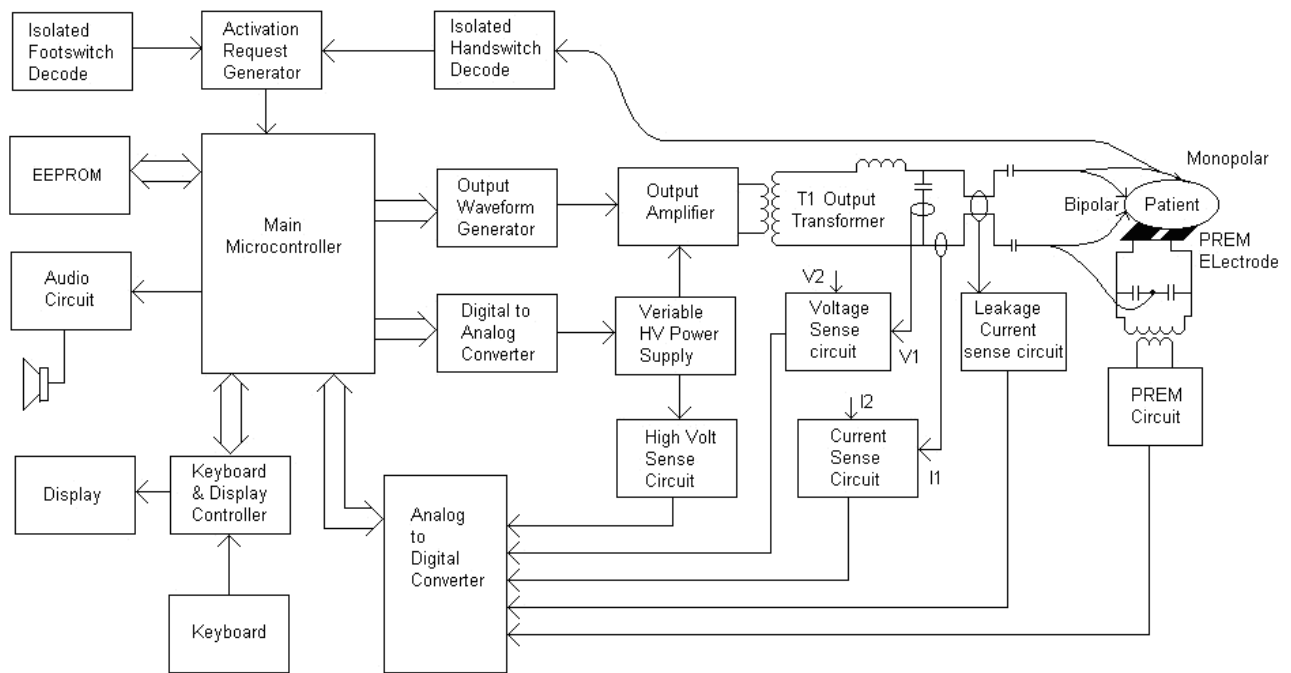 Isolated
Footswitch
Decode
Activation
Request
Generator
Isolated
Handswitch
Decode
EEPROM
Main
Microcontroller
Output
Waveform
Generator
Output
Amplifier
T1 Output
Transformer
Monopolar
Bipolar
Patient
PREM
ELectrode
Audio
Circuit
Digital to
Analog
Converter
Veriable
HV Power
Supply
V2
Voltage
Sense
circuit
V1
Leakage
Current
sense circuit
PREM
Circuit
Display
Keyboard
& Display
Controller
Analog
to
Digital
Converter
High Volt
Sense
Circuit
I2
Current
Sense
Circuit
I1
Keyboard